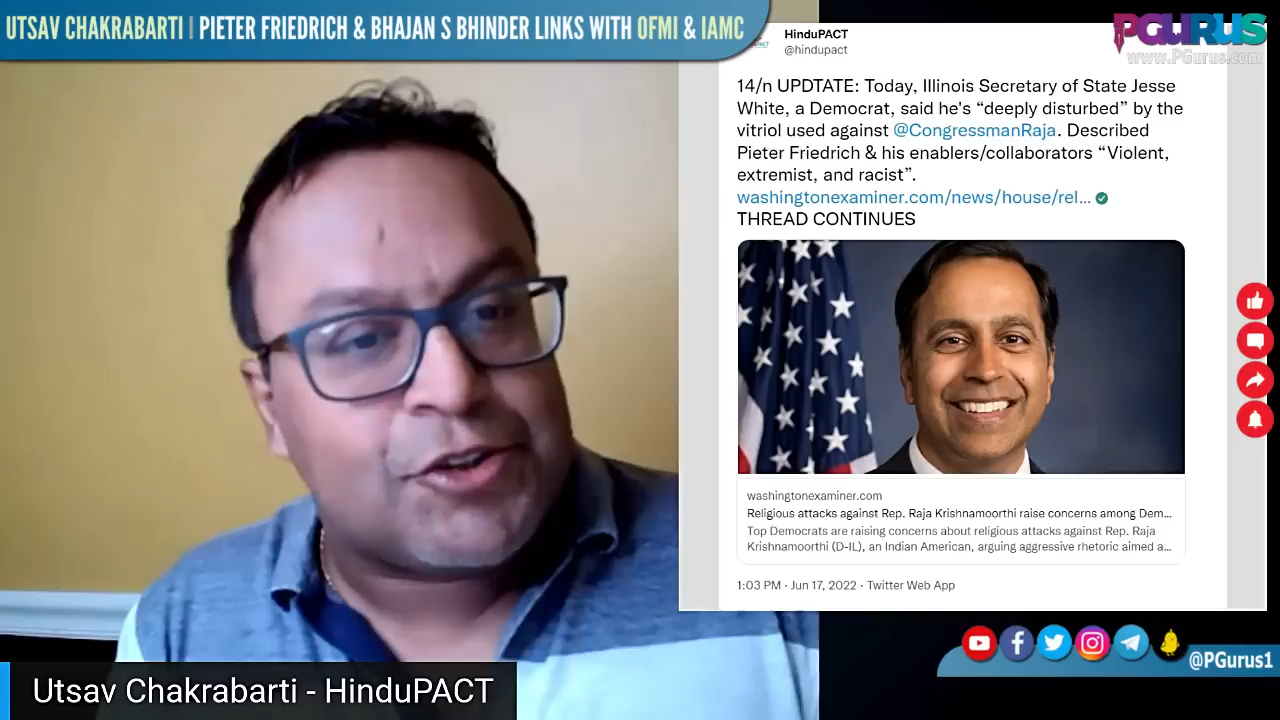 UTSAV CHAKRABARTI | PIETER FRIEDRICH & BHAJAN S BHINDER LINKS WITH OFMI & IAMC
PGURUS
www.PGurus.com
HinduPACT
@hindupact
14/n UPDTATE: Today, Illinois Secretary of State Jesse
White, a Democrat, said he's “deeply disturbed” by the
vitriol used against @CongressmanRaja. Described
Pieter Friedrich & his enablers/collaborators “Violent,
extremist, and racist”.
washingtonexaminer.com/news/house/rel...
THREAD CONTINUES
washingtonexaminer.com
Religious attacks against Rep. Raja Krishnamoorthi raise concerns among Dem...
Top Democrats are raising concerns about religious attacks against Rep. Raja
Krishnamoorthi (D-IL), an Indian American, arguing aggressive rhetoric aimed a...
1:03 PM · Jun 17, 2022 · Twitter Web App
@PGurus1
Utsav Chakrabarti - HinduPACT